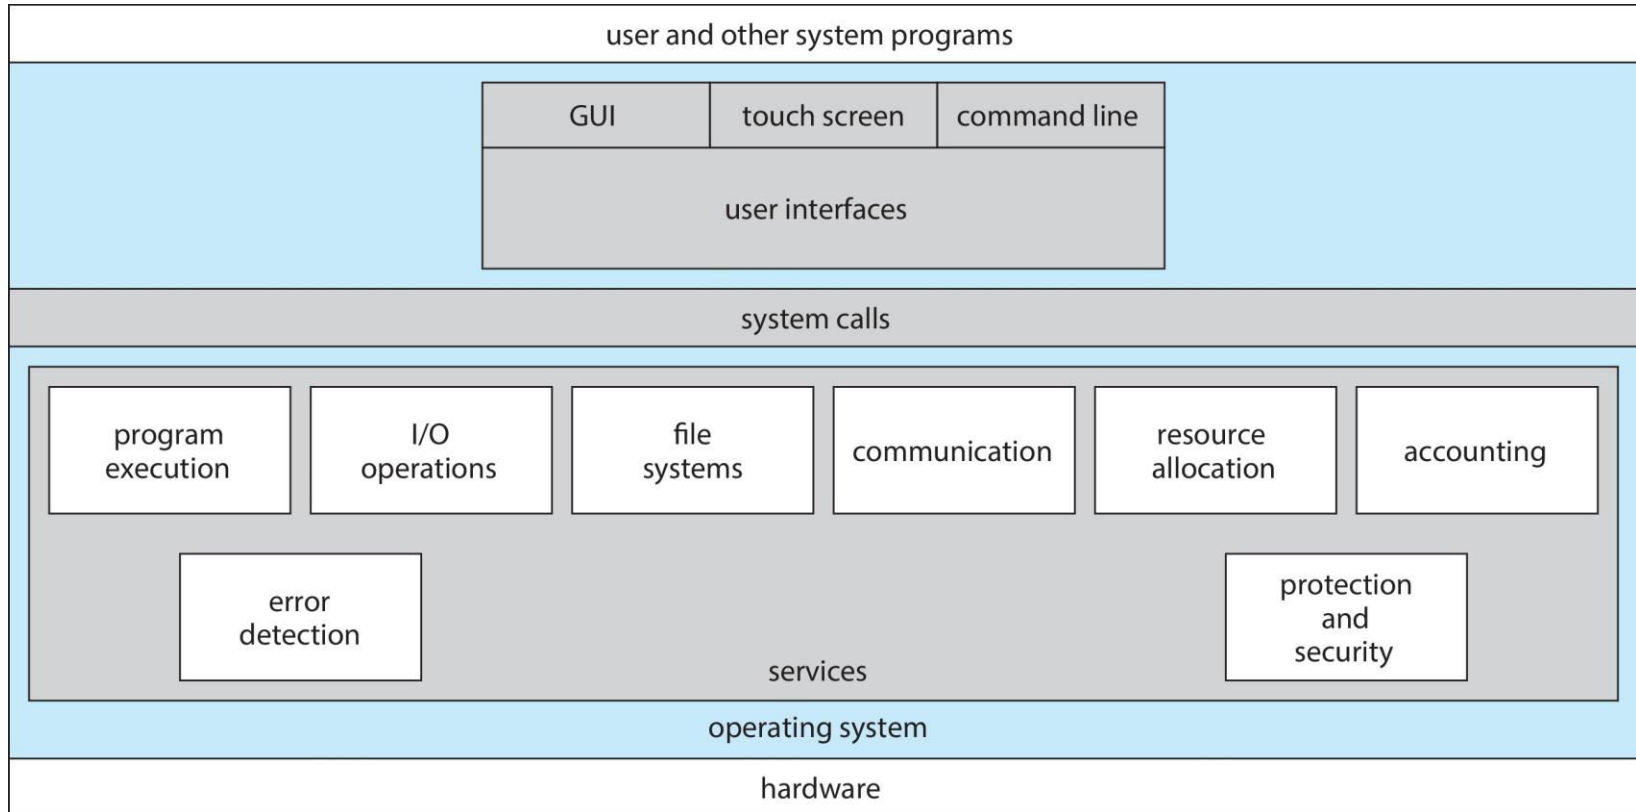 user and other system programs
GUI
touch screen
command line
user interfaces
system calls
program
execution
I/O
operations
file
systems
communication
resource
allocation
accounting
error
detection
protection
and
security
services
operating system
hardware